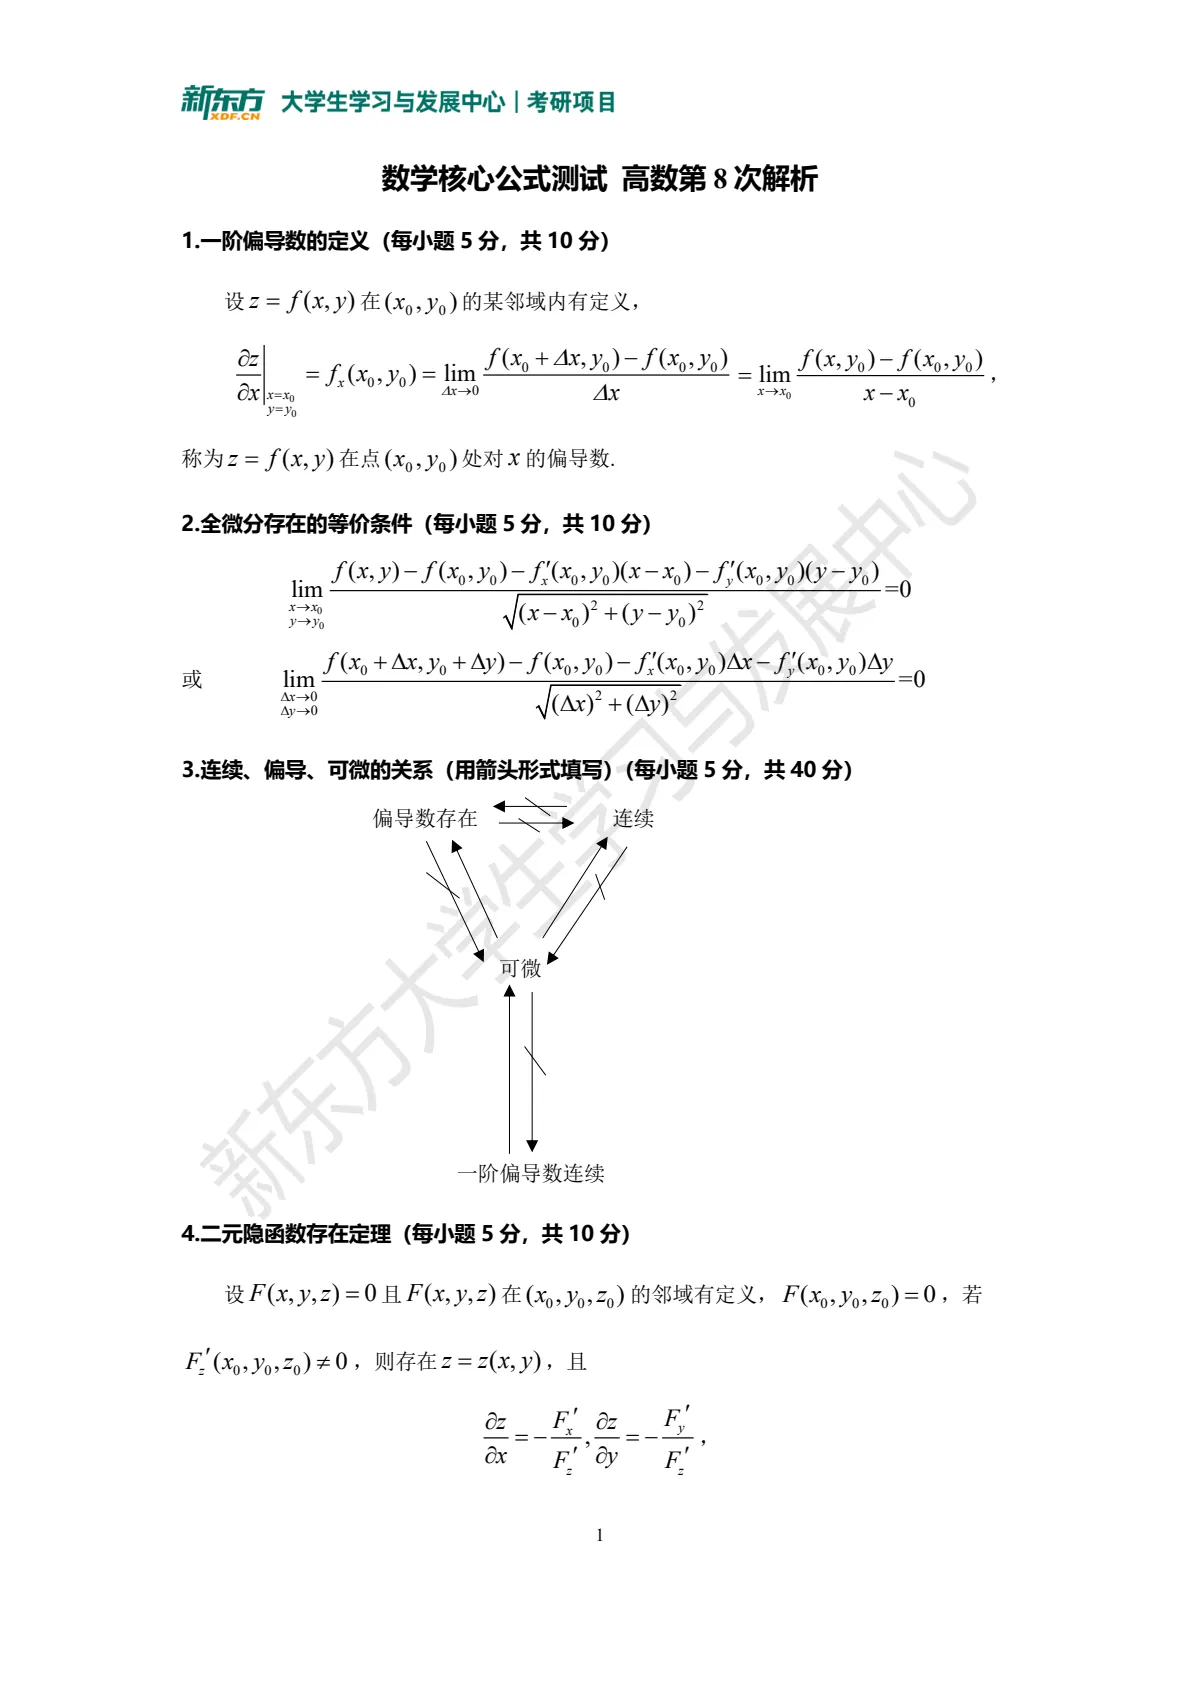 新东方 XDF.CN 大学生学习与发展中心 | 考研项目
数学核心公式测试 高数第 8 次解析
1.一阶偏导数的定义（每小题 5 分，共 10 分）
设 z = f(x, y) 在 (x₀, y₀) 的某邻域内有定义，
∂z/∂x|_{x=x₀, y=y₀} = f_x(x₀, y₀) = lim_{Δx→0} [f(x₀ + Δx, y₀) − f(x₀, y₀)]/Δx = lim_{x→x₀} [f(x, y₀) − f(x₀, y₀)]/(x − x₀)，
称为 z = f(x, y) 在点 (x₀, y₀) 处对 x 的偏导数.
2.全微分存在的等价条件（每小题 5 分，共 10 分）
lim_{x→x₀, y→y₀} [f(x, y) − f(x₀, y₀) − f′_x(x₀, y₀)(x − x₀) − f′_y(x₀, y₀)(y − y₀)]/√((x − x₀)² + (y − y₀)²) =0
或 lim_{Δx→0, Δy→0} [f(x₀ + Δx, y₀ + Δy) − f(x₀, y₀) − f′_x(x₀, y₀)Δx − f′_y(x₀, y₀)Δy]/√((Δx)² + (Δy)²) =0
3.连续、偏导、可微的关系（用箭头形式填写）（每小题 5 分，共 40 分）
偏导数存在 连续
可微
一阶偏导数连续
4.二元隐函数存在定理（每小题 5 分，共 10 分）
设 F(x, y, z) = 0 且 F(x, y, z) 在 (x₀, y₀, z₀) 的邻域有定义， F(x₀, y₀, z₀) = 0 ，若
F_z′(x₀, y₀, z₀) ≠ 0 ，则存在 z = z(x, y) ，且
∂z/∂x = − F_x′/F_z′ , ∂z/∂y = − F_y′/F_z′ ，
1
新东方大学生学习与发展中心